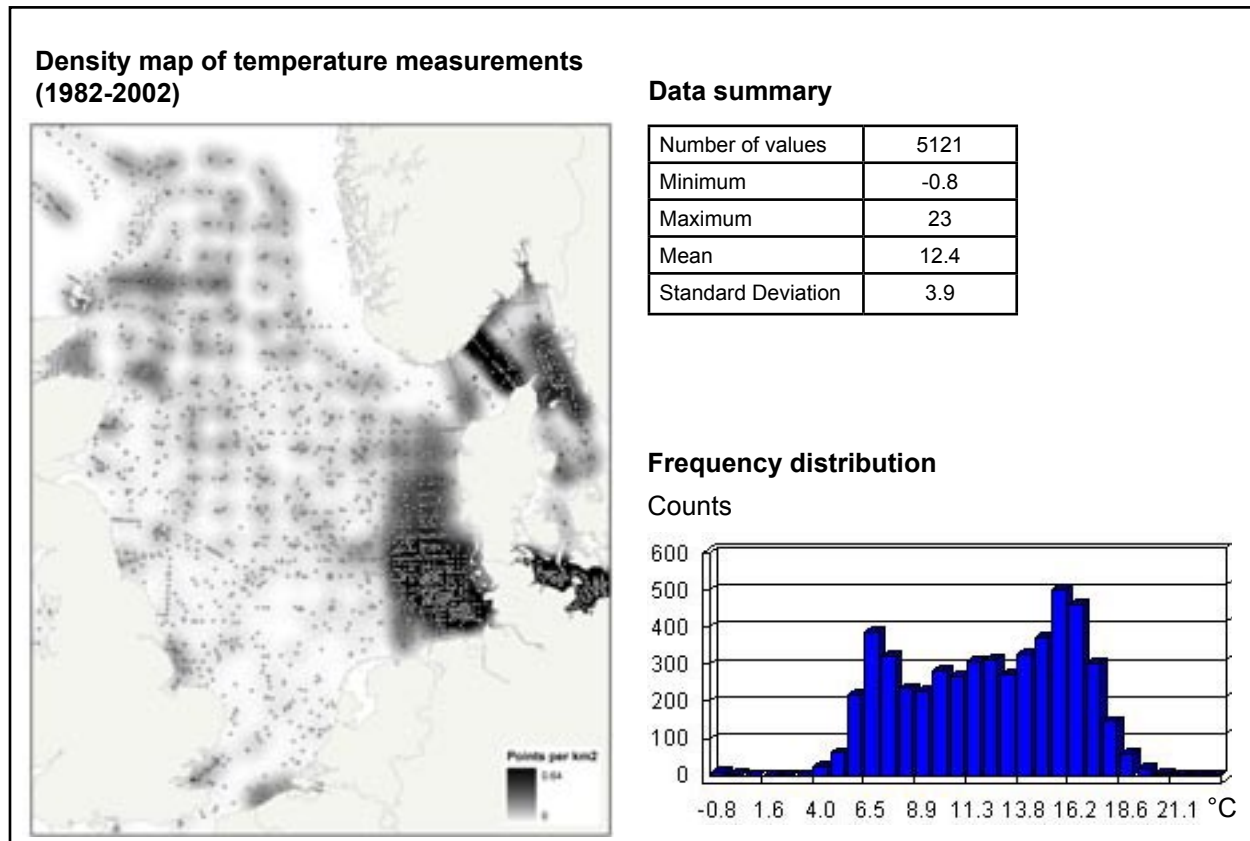 Density map of temperature measurements
(1982-2002)
Data summary
Number of values 5121
Minimum -0.8
Maximum 23
Mean 12.4
Standard Deviation 3.9
Points per km2
0.64
0
Frequency distribution
Counts
600
500
400
300
200
100
0
-0.8 1.6 4.0 6.5 8.9 11.3 13.8 16.2 18.6 21.1 °C